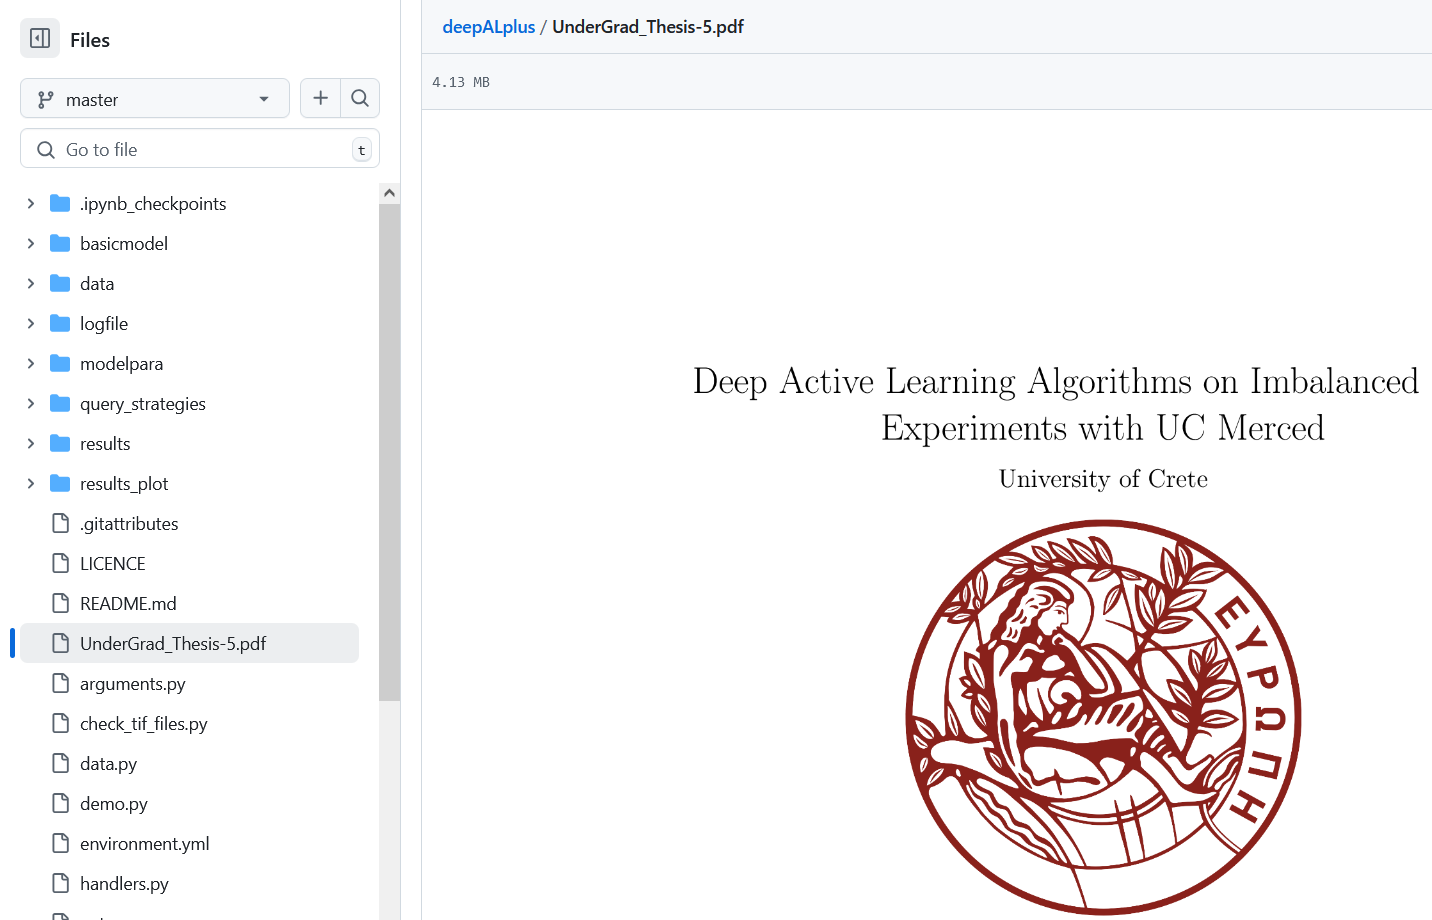 Files
master
Go to file
t
.ipynb_checkpoints
basicmodel
data
logfile
modelpara
query_strategies
results
results_plot
.gitattributes
LICENCE
README.md
UnderGrad_Thesis-5.pdf
arguments.py
check_tif_files.py
data.py
demo.py
environment.yml
handlers.py
deepALplus / UnderGrad_Thesis-5.pdf
4.13 MB
Deep Active Learning Algorithms on Imbalanced
Experiments with UC Merced
University of Crete
ΕΥΡΩΠΗ